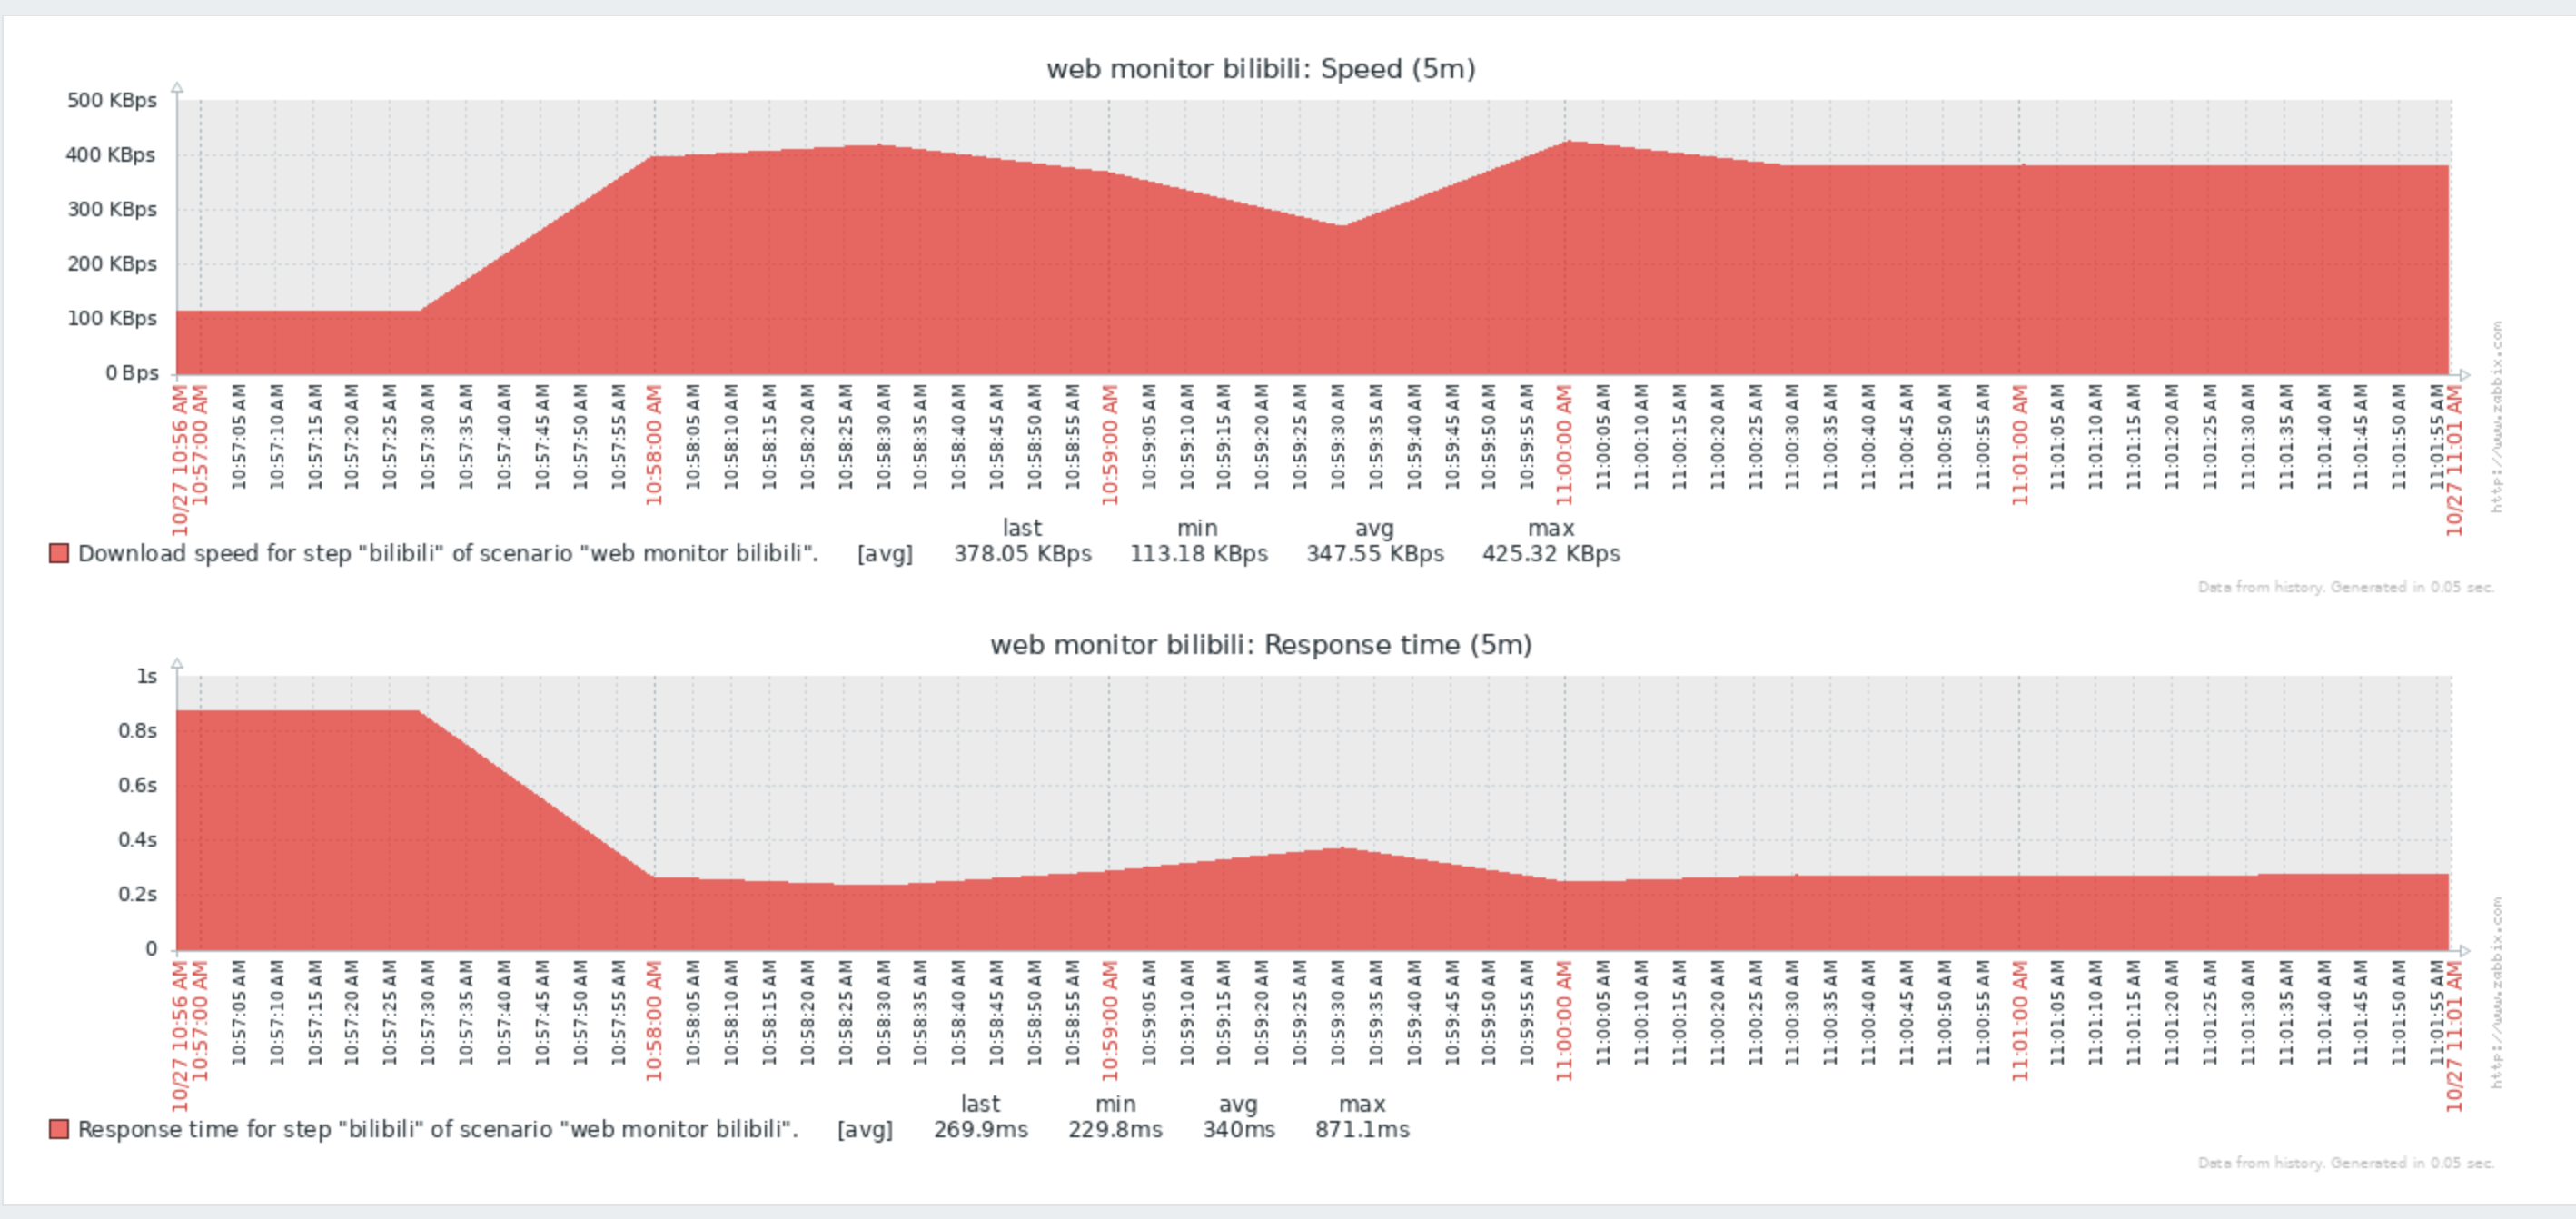 web monitor bilibili: Speed (5m)
500 KBps
400 KBps
300 KBps
200 KBps
100 KBps
0 Bps
10/27 10:56 AM
10:57:00 AM
10:57:05 AM
10:57:10 AM
10:57:15 AM
10:57:20 AM
10:57:25 AM
10:57:30 AM
10:57:35 AM
10:57:40 AM
10:57:45 AM
10:57:50 AM
10:57:55 AM
10:58:00 AM
10:58:05 AM
10:58:10 AM
10:58:15 AM
10:58:20 AM
10:58:25 AM
10:58:30 AM
10:58:35 AM
10:58:40 AM
10:58:45 AM
10:58:50 AM
10:58:55 AM
10:59:00 AM
10:59:05 AM
10:59:10 AM
10:59:15 AM
10:59:20 AM
10:59:25 AM
10:59:30 AM
10:59:35 AM
10:59:40 AM
10:59:45 AM
10:59:50 AM
10:59:55 AM
11:00:00 AM
11:00:05 AM
11:00:10 AM
11:00:15 AM
11:00:20 AM
11:00:25 AM
11:00:30 AM
11:00:35 AM
11:00:40 AM
11:00:45 AM
11:00:50 AM
11:00:55 AM
11:01:00 AM
11:01:05 AM
11:01:10 AM
11:01:15 AM
11:01:20 AM
11:01:25 AM
11:01:30 AM
11:01:35 AM
11:01:40 AM
11:01:45 AM
11:01:50 AM
11:01:55 AM
10/27 11:01 AM
http://www.zabbix.com
last min avg max
Download speed for step "bilibili" of scenario "web monitor bilibili". [avg] 378.05 KBps 113.18 KBps 347.55 KBps 425.32 KBps
Data from history. Generated in 0.05 sec.
web monitor bilibili: Response time (5m)
1s
0.8s
0.6s
0.4s
0.2s
0
10/27 10:56 AM
10:57:00 AM
10:57:05 AM
10:57:10 AM
10:57:15 AM
10:57:20 AM
10:57:25 AM
10:57:30 AM
10:57:35 AM
10:57:40 AM
10:57:45 AM
10:57:50 AM
10:57:55 AM
10:58:00 AM
10:58:05 AM
10:58:10 AM
10:58:15 AM
10:58:20 AM
10:58:25 AM
10:58:30 AM
10:58:35 AM
10:58:40 AM
10:58:45 AM
10:58:50 AM
10:58:55 AM
10:59:00 AM
10:59:05 AM
10:59:10 AM
10:59:15 AM
10:59:20 AM
10:59:25 AM
10:59:30 AM
10:59:35 AM
10:59:40 AM
10:59:45 AM
10:59:50 AM
10:59:55 AM
11:00:00 AM
11:00:05 AM
11:00:10 AM
11:00:15 AM
11:00:20 AM
11:00:25 AM
11:00:30 AM
11:00:35 AM
11:00:40 AM
11:00:45 AM
11:00:50 AM
11:00:55 AM
11:01:00 AM
11:01:05 AM
11:01:10 AM
11:01:15 AM
11:01:20 AM
11:01:25 AM
11:01:30 AM
11:01:35 AM
11:01:40 AM
11:01:45 AM
11:01:50 AM
11:01:55 AM
10/27 11:01 AM
http://www.zabbix.com
last min avg max
Response time for step "bilibili" of scenario "web monitor bilibili". [avg] 269.9ms 229.8ms 340ms 871.1ms
Data from history. Generated in 0.05 sec.